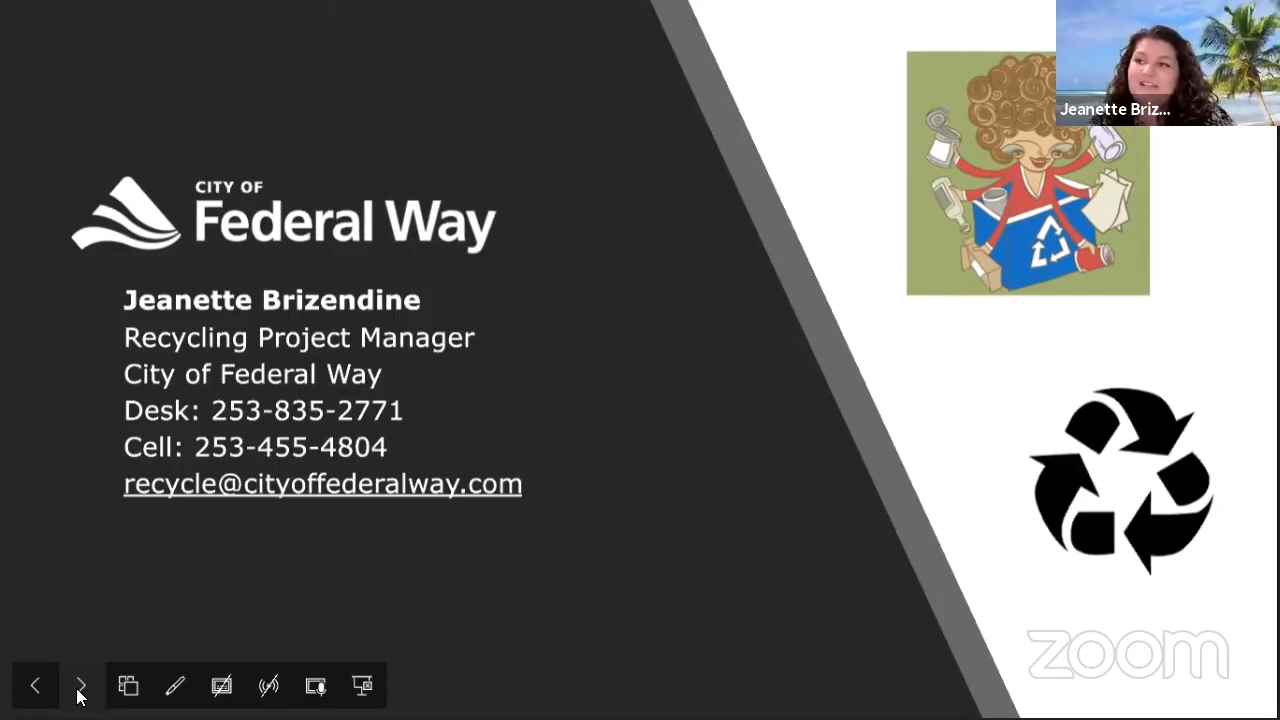 Jeanette Briz...
CITY OF
Federal Way
Jeanette Brizendine
Recycling Project Manager
City of Federal Way
Desk: 253-835-2771
Cell: 253-455-4804
recycle@cityoffederalway.com
zoom